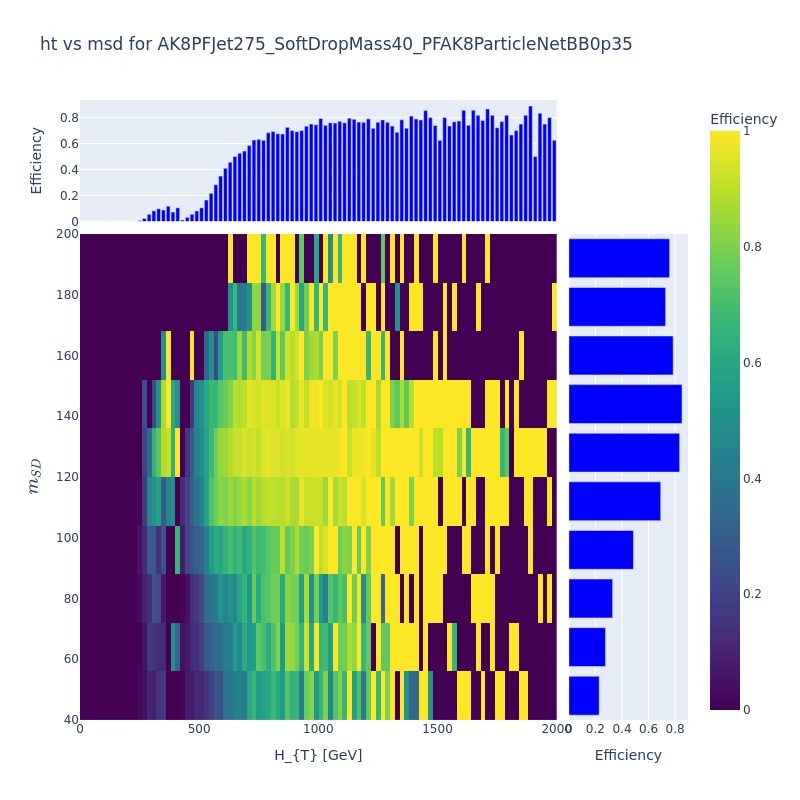 ht vs msd for AK8PFJet275_SoftDropMass40_PFAK8ParticleNetBB0p35
Efficiency
0.8
0.6
0.4
0.2
0
Efficiency
1
0.8
0.6
0.4
0.2
0
m_{SD}
200
180
160
140
120
100
80
60
40
0 500 1000 1500 2000
H_{T} [GeV]
0 0.2 0.4 0.6 0.8
Efficiency